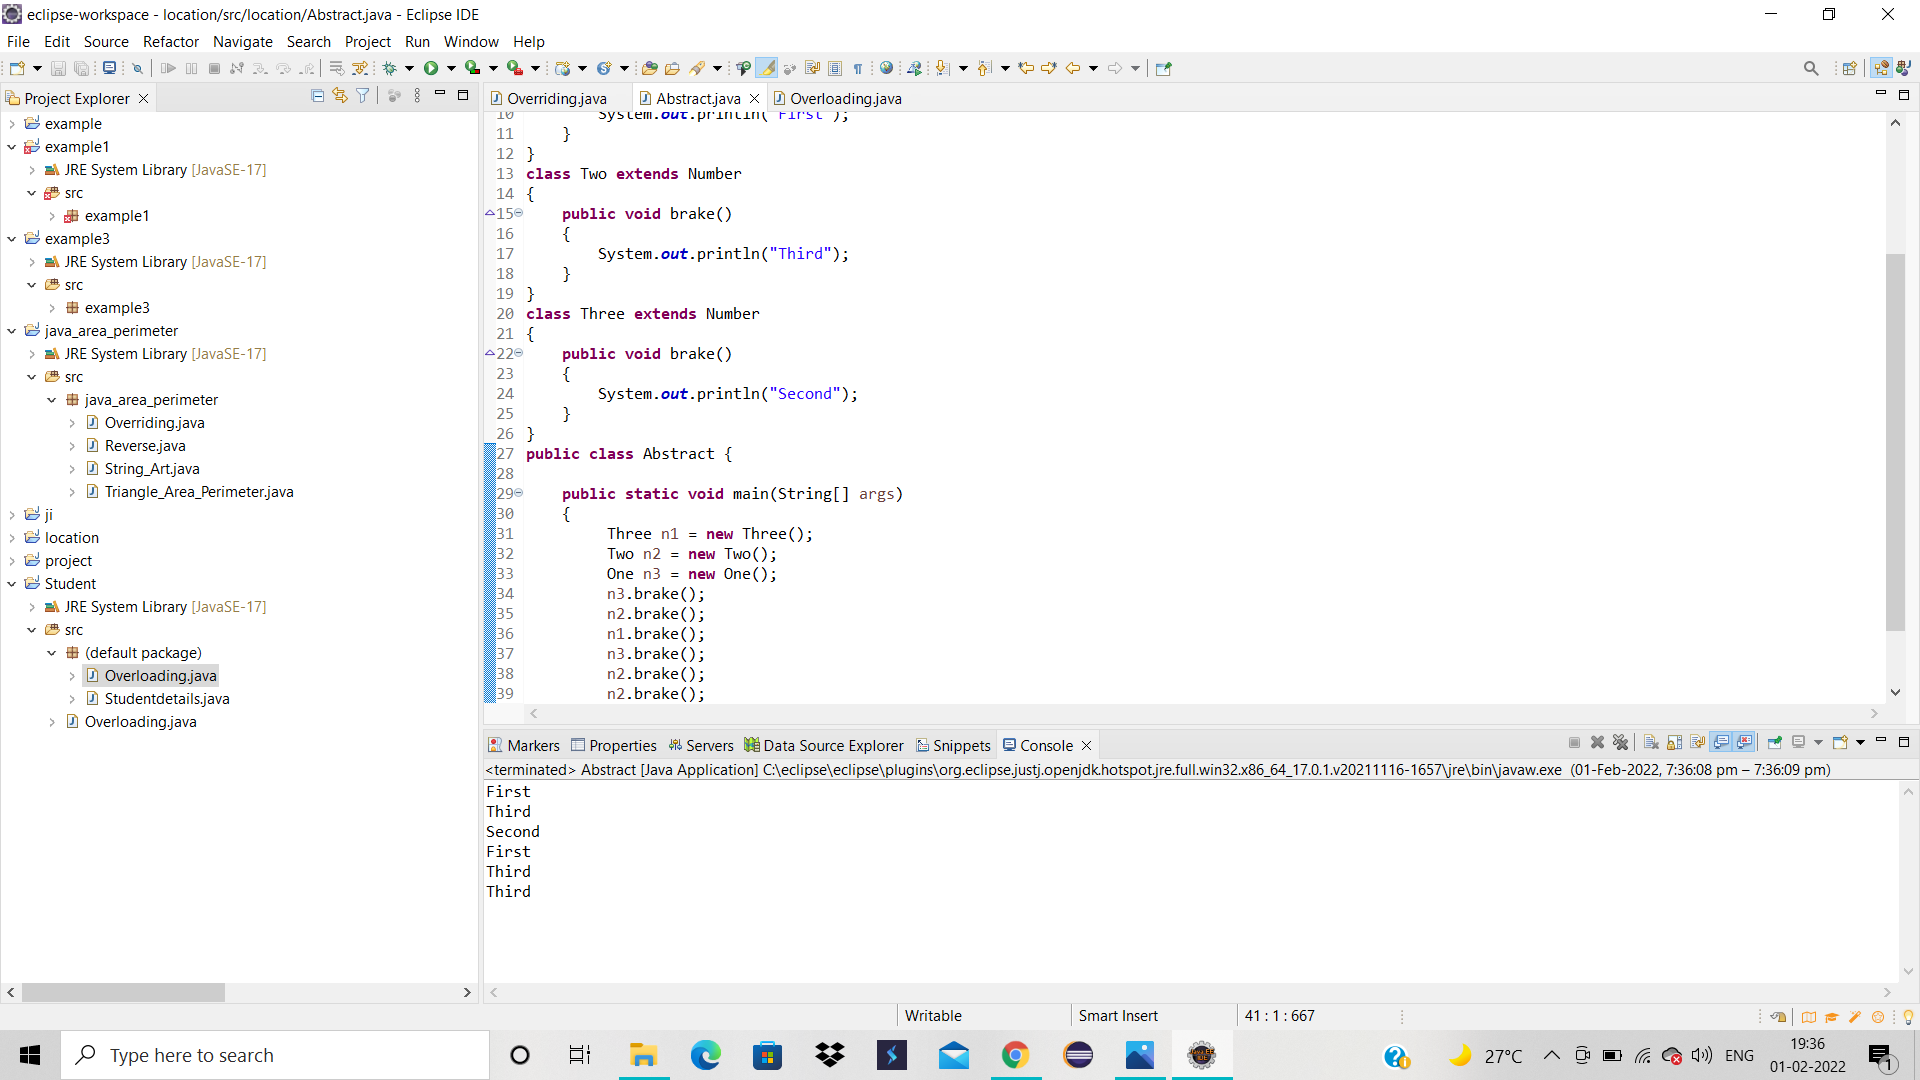 eclipse-workspace - location/src/location/Abstract.java - Eclipse IDE
File Edit Source Refactor Navigate Search Project Run Window Help
Project Explorer
Overriding.java Abstract.java Overloading.java
example
example1
JRE System Library [JavaSE-17]
src
example1
example3
JRE System Library [JavaSE-17]
src
example3
java_area_perimeter
JRE System Library [JavaSE-17]
src
java_area_perimeter
Overriding.java
Reverse.java
String_Art.java
Triangle_Area_Perimeter.java
ji
location
project
Student
JRE System Library [JavaSE-17]
src
(default package)
Overloading.java
Studentdetails.java
Overloading.java
10 System.out.println("First");
11 }
12 }
13 class Two extends Number
14 {
15 public void brake()
16 {
17 System.out.println("Third");
18 }
19 }
20 class Three extends Number
21 {
22 public void brake()
23 {
24 System.out.println("Second");
25 }
26 }
27 public class Abstract {
28
29 public static void main(String[] args)
30 {
31 Three n1 = new Three();
32 Two n2 = new Two();
33 One n3 = new One();
34 n3.brake();
35 n2.brake();
36 n1.brake();
37 n3.brake();
38 n2.brake();
39 n2.brake();
Markers Properties Servers Data Source Explorer Snippets Console
<terminated> Abstract [Java Application] C:\eclipse\eclipse\plugins\org.eclipse.justj.openjdk.hotspot.jre.full.win32.x86_64_17.0.1.v20211116-1657\jre\bin\javaw.exe (01-Feb-2022, 7:36:08 pm – 7:36:09 pm)
First
Third
Second
First
Third
Third
Writable Smart Insert 41 : 1 : 667
Type here to search
27°C ENG 19:36
01-02-2022
1